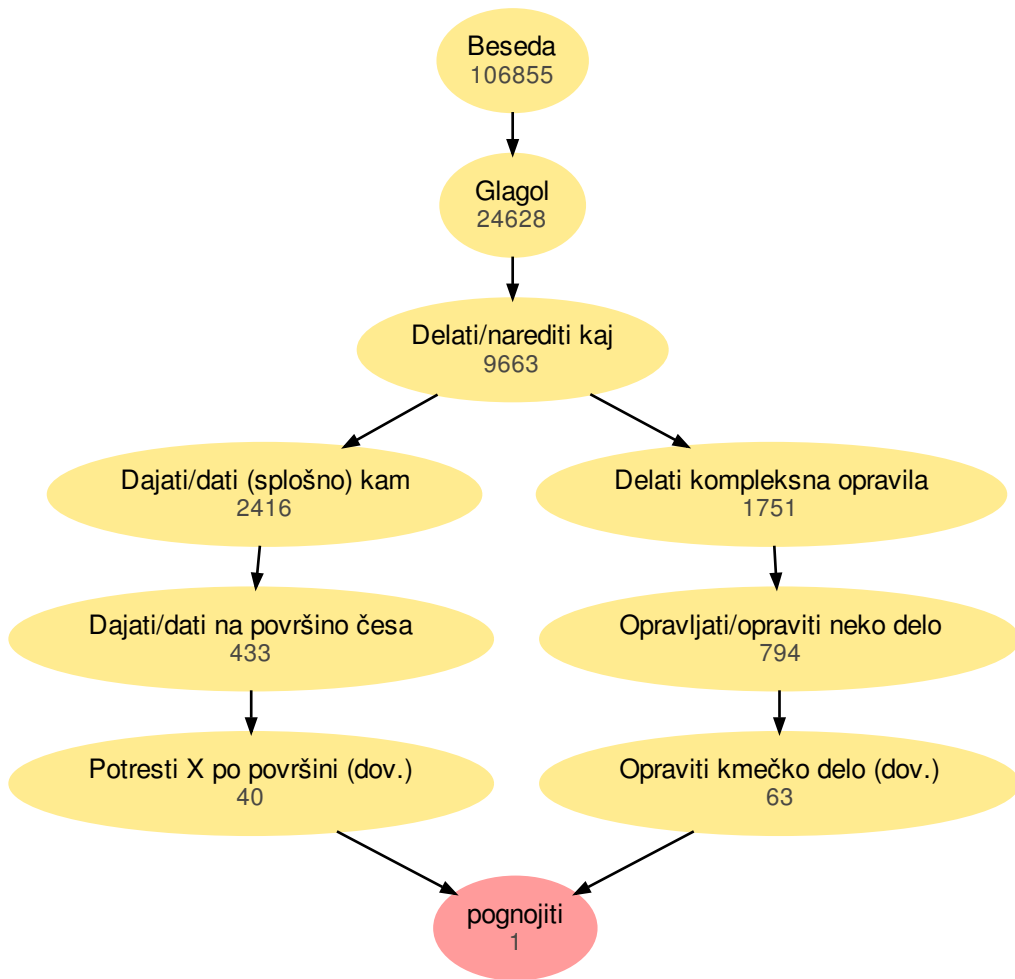 Beseda
106855
Glagol
24628
Delati/narediti kaj
9663
Dajati/dati (splošno) kam
2416
Delati kompleksna opravila
1751
Dajati/dati na površino česa
433
Opravljati/opraviti neko delo
794
Potresti X po površini (dov.)
40
Opraviti kmečko delo (dov.)
63
pognojiti
1